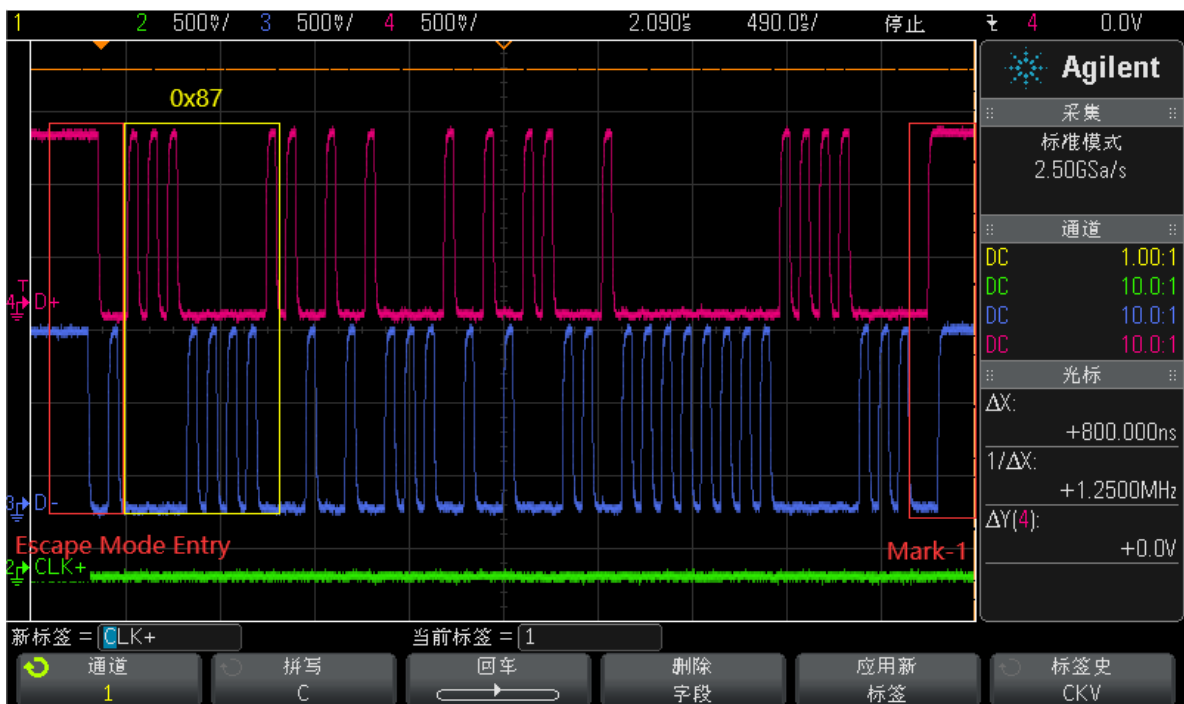 1 2 500mV/ 3 500mV/ 4 500mV/ 2.090µs 490.0ns/ 停止 4 0.0V
0x87
4 D+
T
3 D-
Escape Mode Entry
Mark-1
2 CLK+
Agilent
采集
标准模式
2.50GSa/s
通道
DC 1.00:1
DC 10.0:1
DC 10.0:1
DC 10.0:1
光标
ΔX:
+800.000ns
1/ΔX:
+1.2500MHz
ΔY(4):
+0.0V
新标签 = CLK+ 当前标签 = 1
通道 拼写 回车 删除 应用新 标签史
1 C 字段 标签 CKV